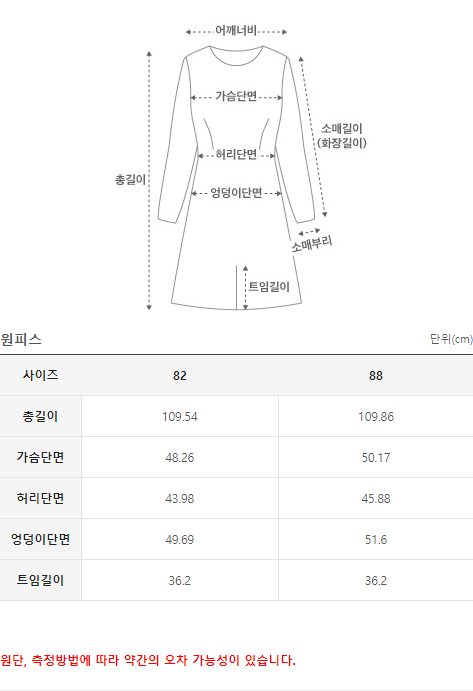 어깨너비
가슴단면
소매길이
(화장길이)
허리단면
총길이
엉덩이단면
소매부리
트임길이
원피스 단위(cm)
사이즈 82 88
총길이 109.54 109.86
가슴단면 48.26 50.17
허리단면 43.98 45.88
엉덩이단면 49.69 51.6
트임길이 36.2 36.2
원단, 측정방법에 따라 약간의 오차 가능성이 있습니다.